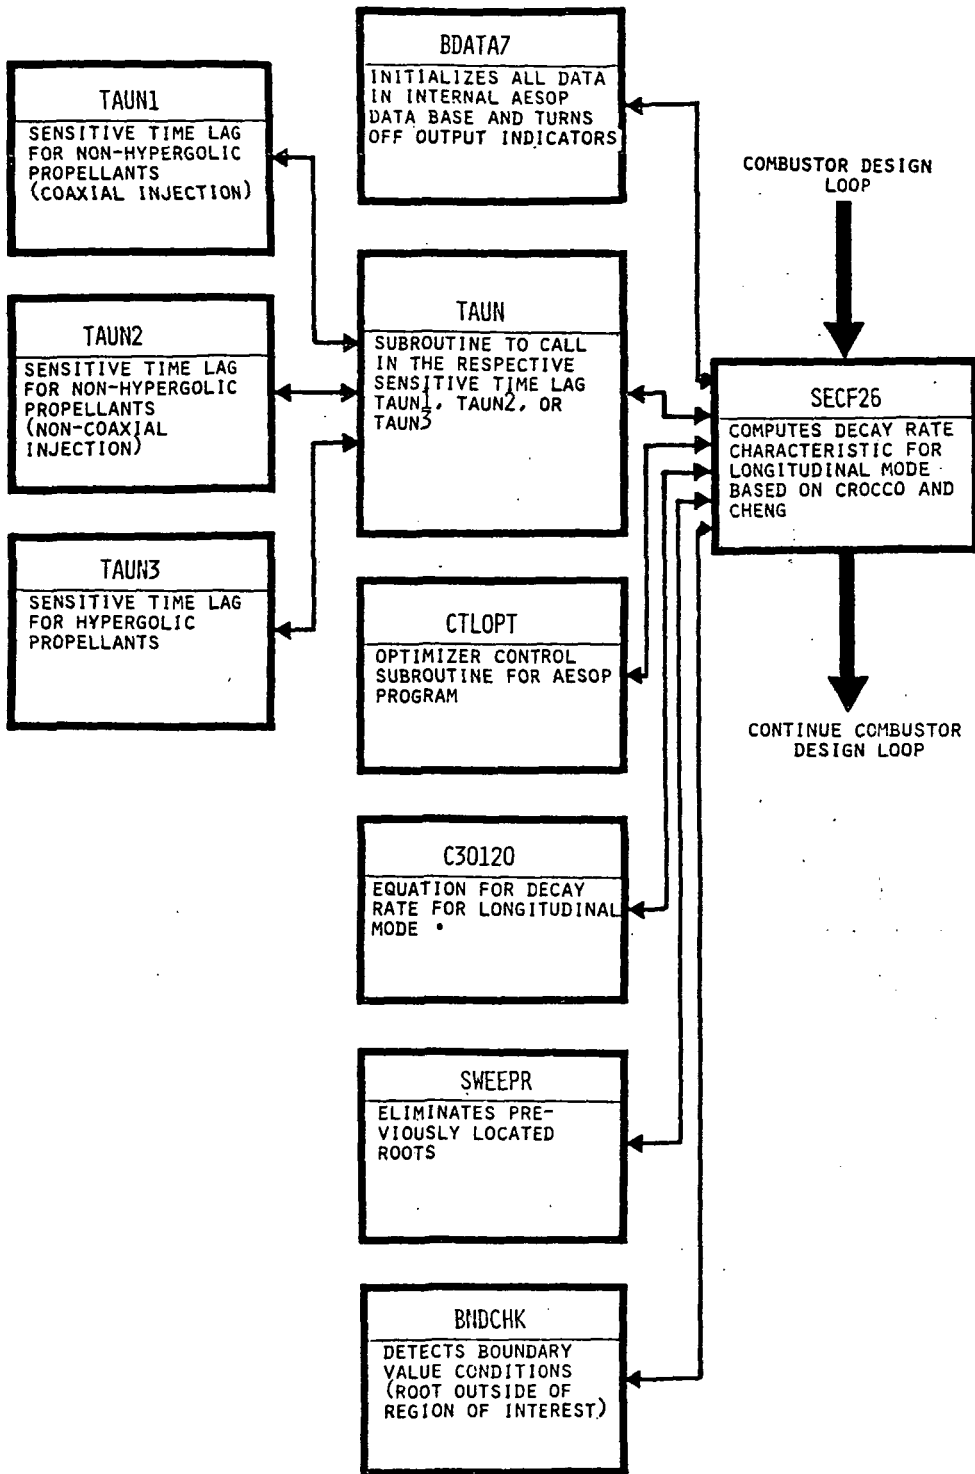 BDATA7
INITIALIZES ALL DATA
IN INTERNAL AESOP
DATA BASE AND TURNS
OFF OUTPUT INDICATORS
TAUN1
SENSITIVE TIME LAG
FOR NON-HYPERGOLIC
PROPELLANTS
(COAXIAL INJECTION)
COMBUSTOR DESIGN
LOOP
TAUN
SUBROUTINE TO CALL
IN THE RESPECTIVE
SENSITIVE TIME LAG
TAUN1, TAUN2, OR
TAUN3
TAUN2
SENSITIVE TIME LAG
FOR NON-HYPERGOLIC
PROPELLANTS
(NON-COAXIAL
INJECTION)
SECF26
COMPUTES DECAY RATE
CHARACTERISTIC FOR
LONGITUDINAL MODE
BASED ON CROCCO AND
CHENG
TAUN3
SENSITIVE TIME LAG
FOR HYPERGOLIC
PROPELLANTS
CTLOPT
OPTIMIZER CONTROL
SUBROUTINE FOR AESOP
PROGRAM
CONTINUE COMBUSTOR
DESIGN LOOP
C30120
EQUATION FOR DECAY
RATE FOR LONGITUDINAL
MODE
SWEEPR
ELIMINATES PRE-
VIOUSLY LOCATED
ROOTS
BNDCHK
DETECTS BOUNDARY
VALUE CONDITIONS
(ROOT OUTSIDE OF
REGION OF INTEREST)